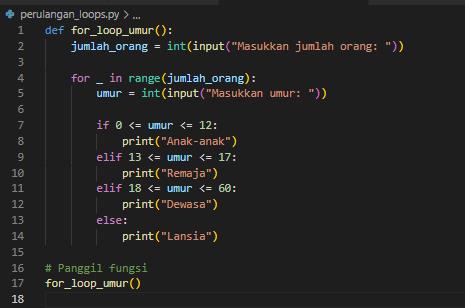 perulangan_loops.py > ...
1 def for_loop_umur():
2     jumlah_orang = int(input("Masukkan jumlah orang: "))
3
4     for _ in range(jumlah_orang):
5         umur = int(input("Masukkan umur: "))
6
7         if 0 <= umur <= 12:
8             print("Anak-anak")
9         elif 13 <= umur <= 17:
10             print("Remaja")
11         elif 18 <= umur <= 60:
12             print("Dewasa")
13         else:
14             print("Lansia")
15
16 # Panggil fungsi
17 for_loop_umur()
18